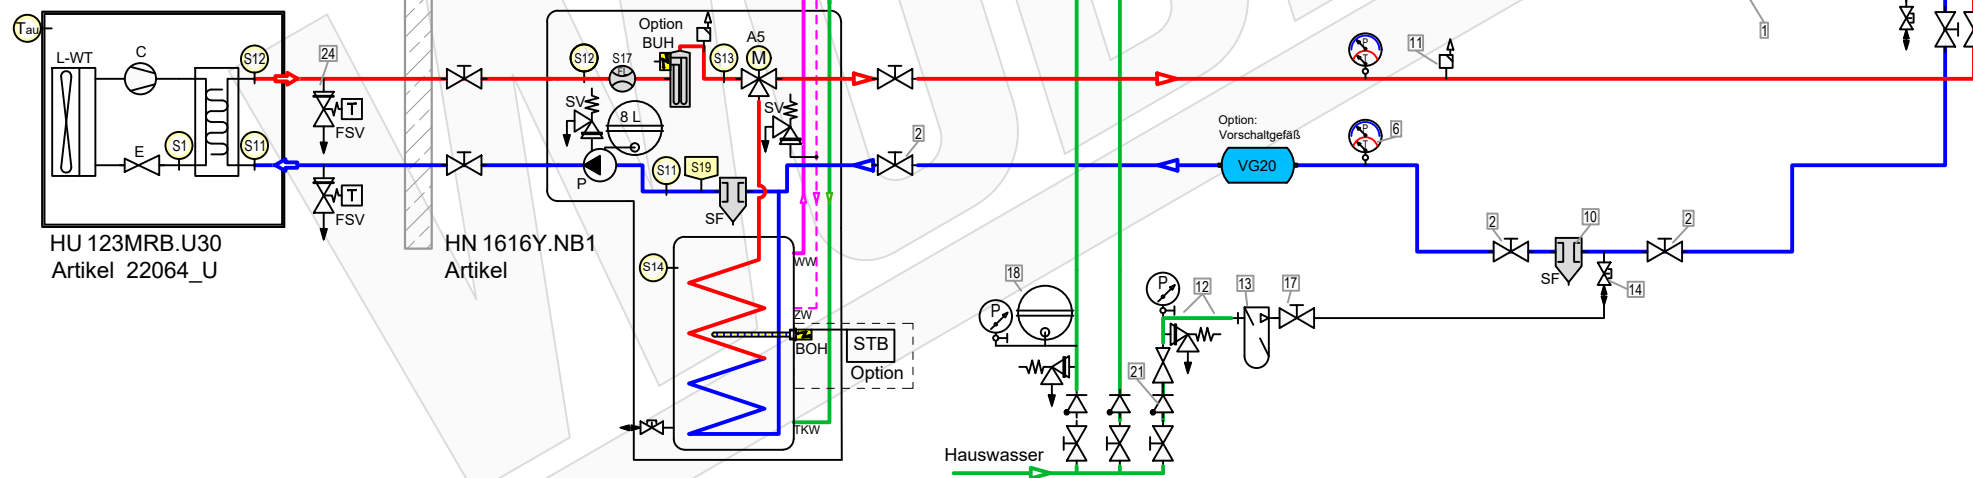 Tau
L-WT
C
S12
24
T
FSV
S1
E
S11
T
FSV
HU 123MRB.U30
Artikel 22064_U
Option
BUH
A5
M
S12
S17
FL
S13
SV
8 L
SV
P
S11
S19
SF
HN 1616Y.NB1
Artikel
S14
WW
ZW
BOH
STB
Option
TKW
2
Option:
Vorschaltgefäß
VG20
P
T
11
P
T
6
1
2
10
2
SF
14
18
P
P
12
13
17
21
Hauswasser